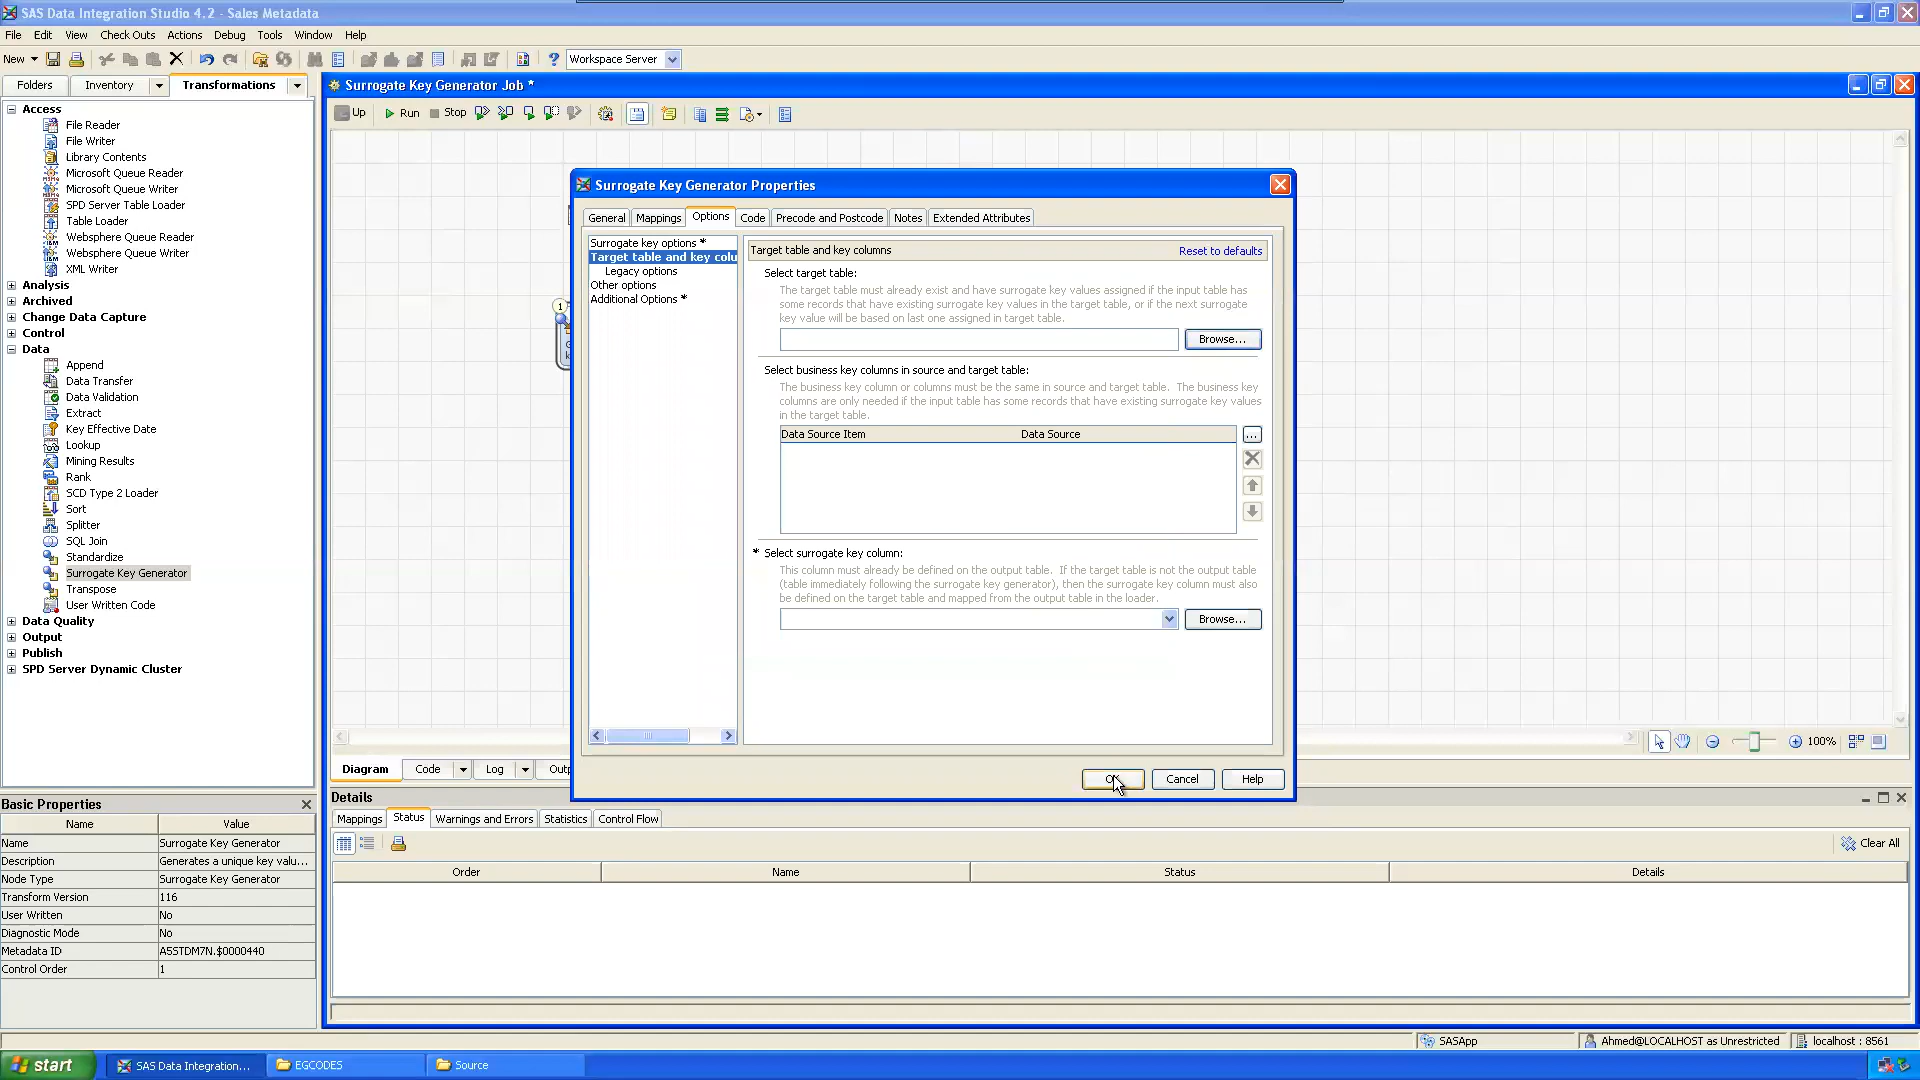 SAS Data Integration Studio 4.2 - Sales Metadata
File Edit View Check Outs Actions Debug Tools Window Help
New Workspace Server
Folders Inventory Transformations
Access
File Reader
File Writer
Library Contents
Microsoft Queue Reader
Microsoft Queue Writer
SPD Server Table Loader
Table Loader
Websphere Queue Reader
Websphere Queue Writer
XML Writer
Analysis
Archived
Change Data Capture
Control
Data
Append
Data Transfer
Data Validation
Extract
Key Effective Date
Lookup
Mining Results
Rank
SCD Type 2 Loader
Sort
Splitter
SQL Join
Standardize
Surrogate Key Generator
Transpose
User Written Code
Data Quality
Output
Publish
SPD Server Dynamic Cluster
Basic Properties
Name Value
Name Surrogate Key Generator
Description Generates a unique key valu...
Node Type Surrogate Key Generator
Transform Version 116
User Written No
Diagnostic Mode No
Metadata ID A5STDM7N.$0000440
Control Order 1
Surrogate Key Generator Job *
Up Run Stop
1
Surrogate Key Generator Properties
General Mappings Options Code Precode and Postcode Notes Extended Attributes
Surrogate key options *
Target table and key colu
Legacy options
Other options
Additional Options *
Target table and key columns Reset to defaults
Select target table:
The target table must already exist and have surrogate key values assigned if the input table has
some records that have existing surrogate key values in the target table, or if the next surrogate
key value will be based on last one assigned in target table.
Browse...
Select business key columns in source and target table:
The business key column or columns must be the same in source and target table. The business key
columns are only needed if the input table has some records that have existing surrogate key values
in the target table.
Data Source Item Data Source
...
* Select surrogate key column:
This column must already be defined on the output table. If the target table is not the output table
(table immediately following the surrogate key generator), then the surrogate key column must also
be defined on the target table and mapped from the output table in the loader.
Browse...
OK Cancel Help
100%
Diagram Code Log Outp
Details
Mappings Status Warnings and Errors Statistics Control Flow
Clear All
Order Name Status Details
SASApp Ahmed@LOCALHOST as Unrestricted localhost : 8561
start SAS Data Integration... EGCODES Source